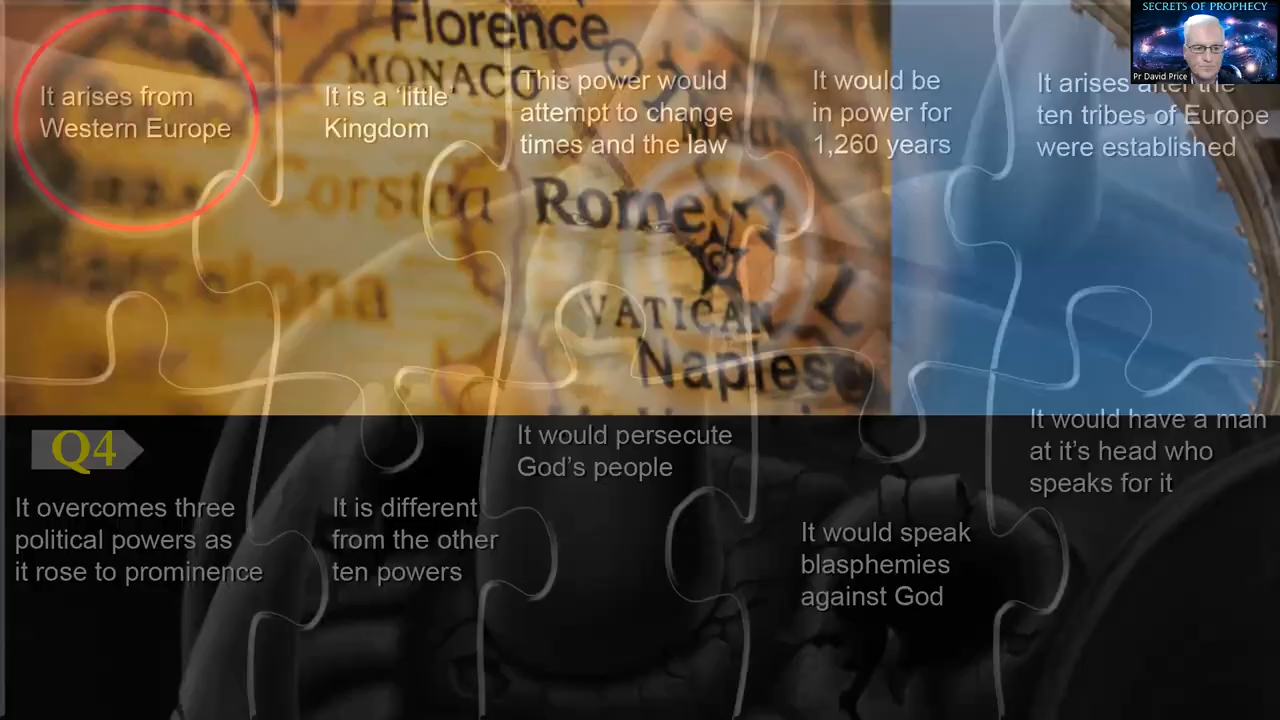 SECRETS OF PROPHECY
Pr David Price
Florence
MONACO
It arises from
Western Europe
It is a ‘little’
Kingdom
This power would
attempt to change
times and the law
It would be
in power for
1,260 years
It arises after the
ten tribes of Europe
were established
Corsica
Rome
Barcelona
VATICAN
Naples
Q4
It overcomes three
political powers as
it rose to prominence
It is different
from the other
ten powers
It would persecute
God’s people
It would speak
blasphemies
against God
It would have a man
at it’s head who
speaks for it